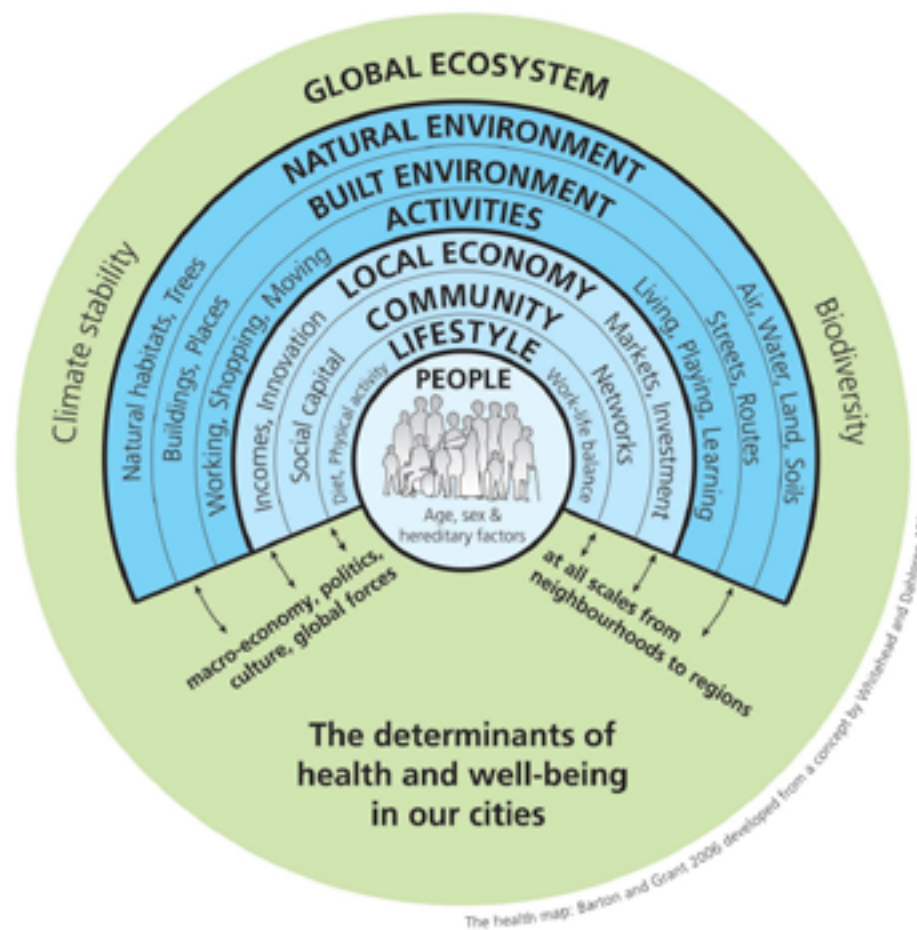 GLOBAL ECOSYSTEM
NATURAL ENVIRONMENT
BUILT ENVIRONMENT
ACTIVITIES
LOCAL ECONOMY
COMMUNITY
LIFESTYLE
PEOPLE
Age, sex &
hereditary factors
Climate stability
Natural habitats, Trees
Buildings, Places
Working, Shopping, Moving
Incomes, Innovation
Social capital
Diet, Physical activity
Work-life balance
Networks
Markets, Investment
Living, Playing, Learning
Streets, Routes
Air, Water, Land, Soils
Biodiversity
macro-economy, politics,
culture, global forces
at all scales from
neighbourhoods to regions
The determinants of
health and well-being
in our cities
The health map: Barton and Grant 2006 developed from a concept by Whitehead and